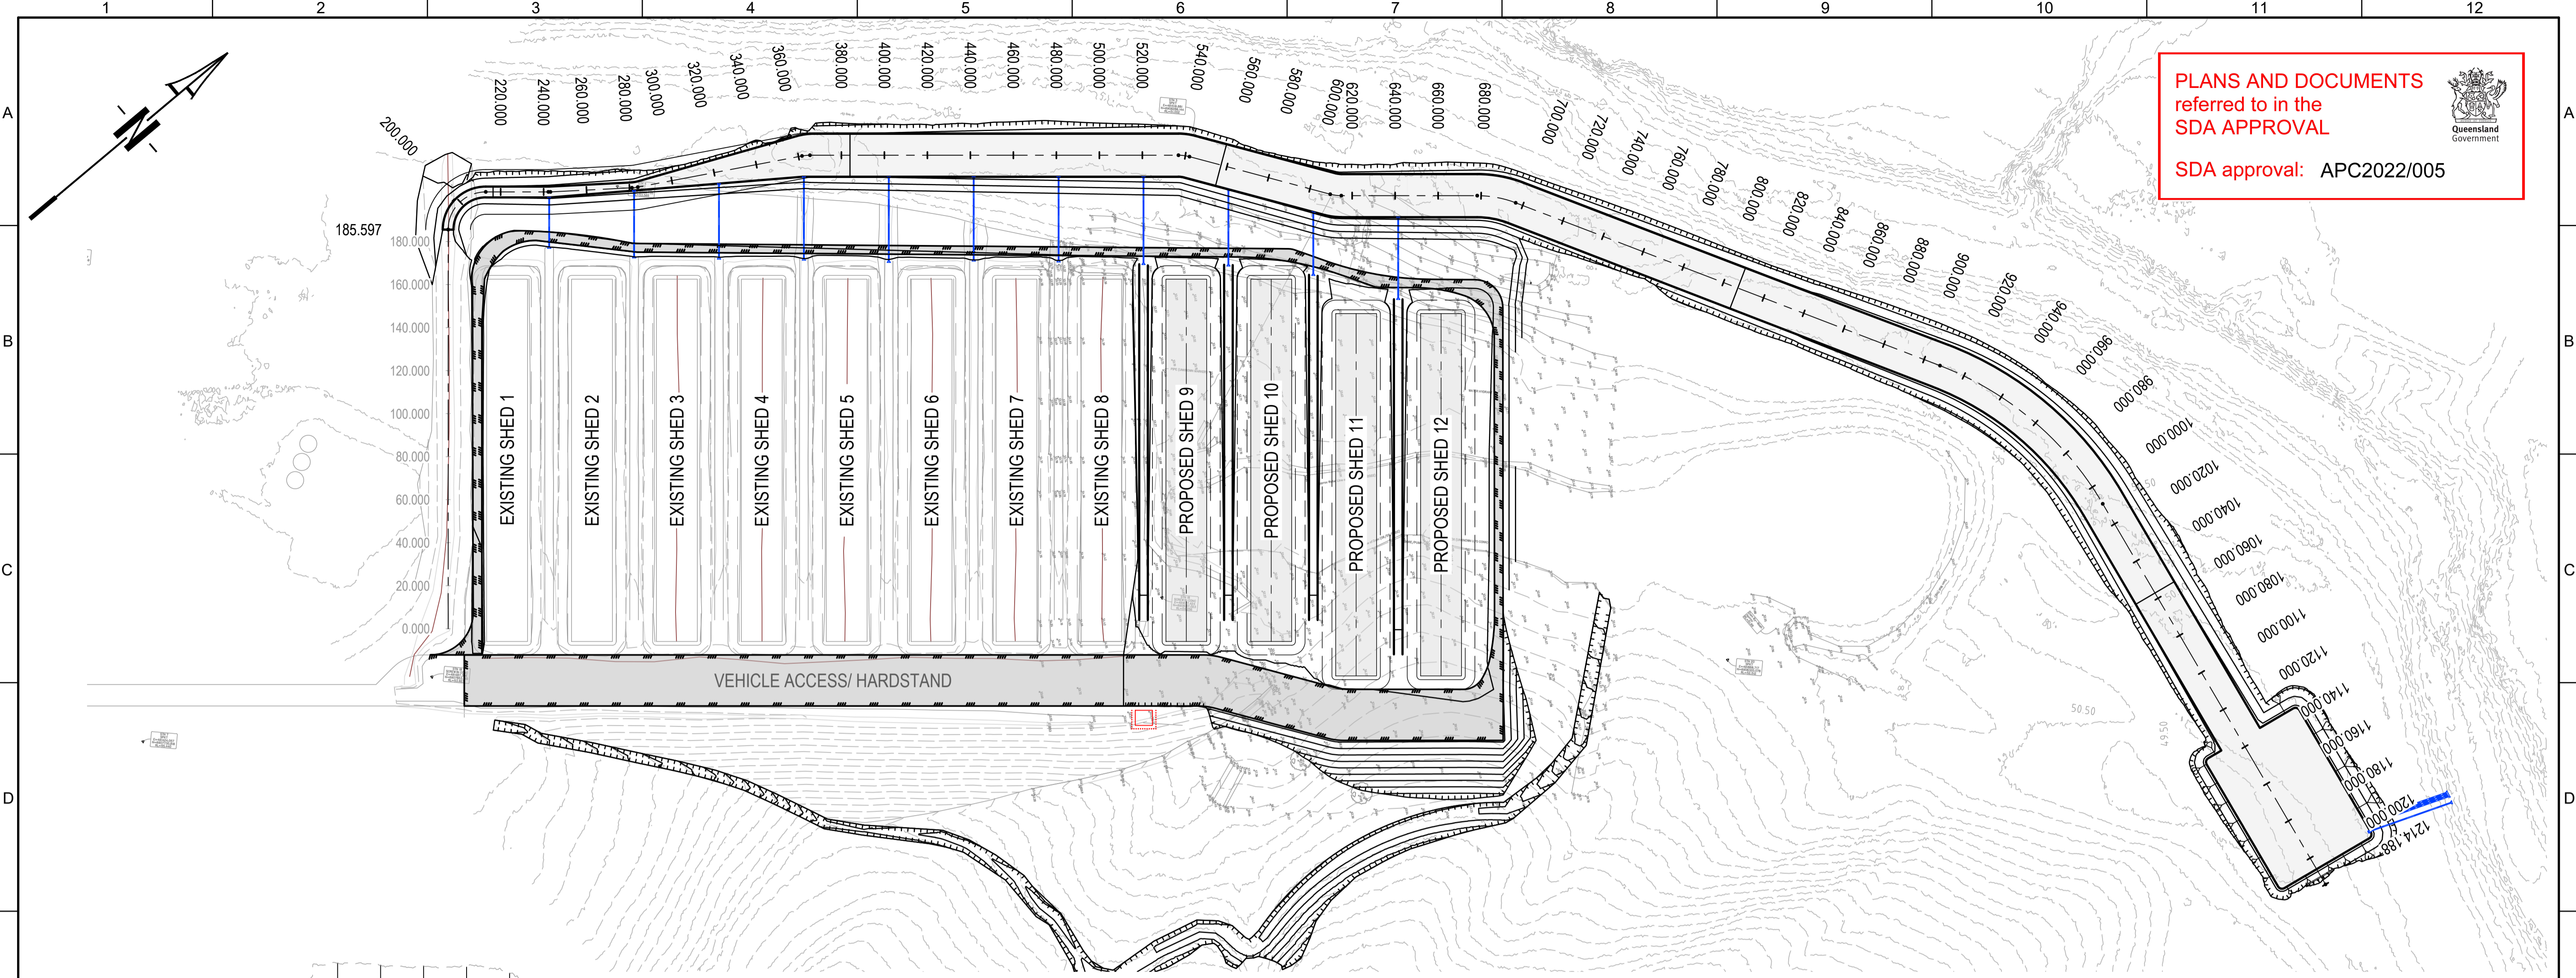 1 2 3 4 5 6 7 8 9 10 11 12
A A
B B
C C
D D
N
PLANS AND DOCUMENTS
referred to in the
SDA APPROVAL
SDA approval: APC2022/005
Queensland
Government
185.597
200.000
220.000
240.000
260.000
280.000
300.000
320.000
340.000
360.000
380.000
400.000
420.000
440.000
460.000
480.000
500.000
520.000
540.000
560.000
580.000
600.000
620.000
640.000
660.000
680.000
700.000
720.000
740.000
760.000
780.000
800.000
820.000
840.000
860.000
880.000
900.000
920.000
940.000
960.000
980.000
1000.000
1020.000
1040.000
1060.000
1080.000
1100.000
1120.000
1140.000
1160.000
1180.000
1200.000
1214.188
180.000
160.000
140.000
120.000
100.000
80.000
60.000
40.000
20.000
0.000
EXISTING SHED 1
EXISTING SHED 2
EXISTING SHED 3
EXISTING SHED 4
EXISTING SHED 5
EXISTING SHED 6
EXISTING SHED 7
EXISTING SHED 8
PROPOSED SHED 9
PROPOSED SHED 10
PROPOSED SHED 11
PROPOSED SHED 12
VEHICLE ACCESS/ HARDSTAND
50.50
49.50